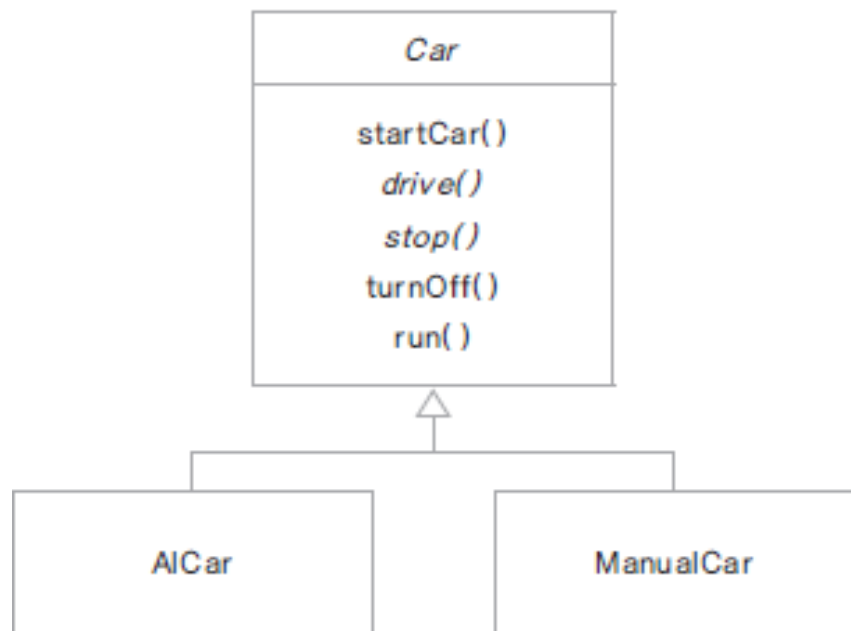 Car
startCar()
drive()
stop()
turnOff()
run()
AICar
ManualCar